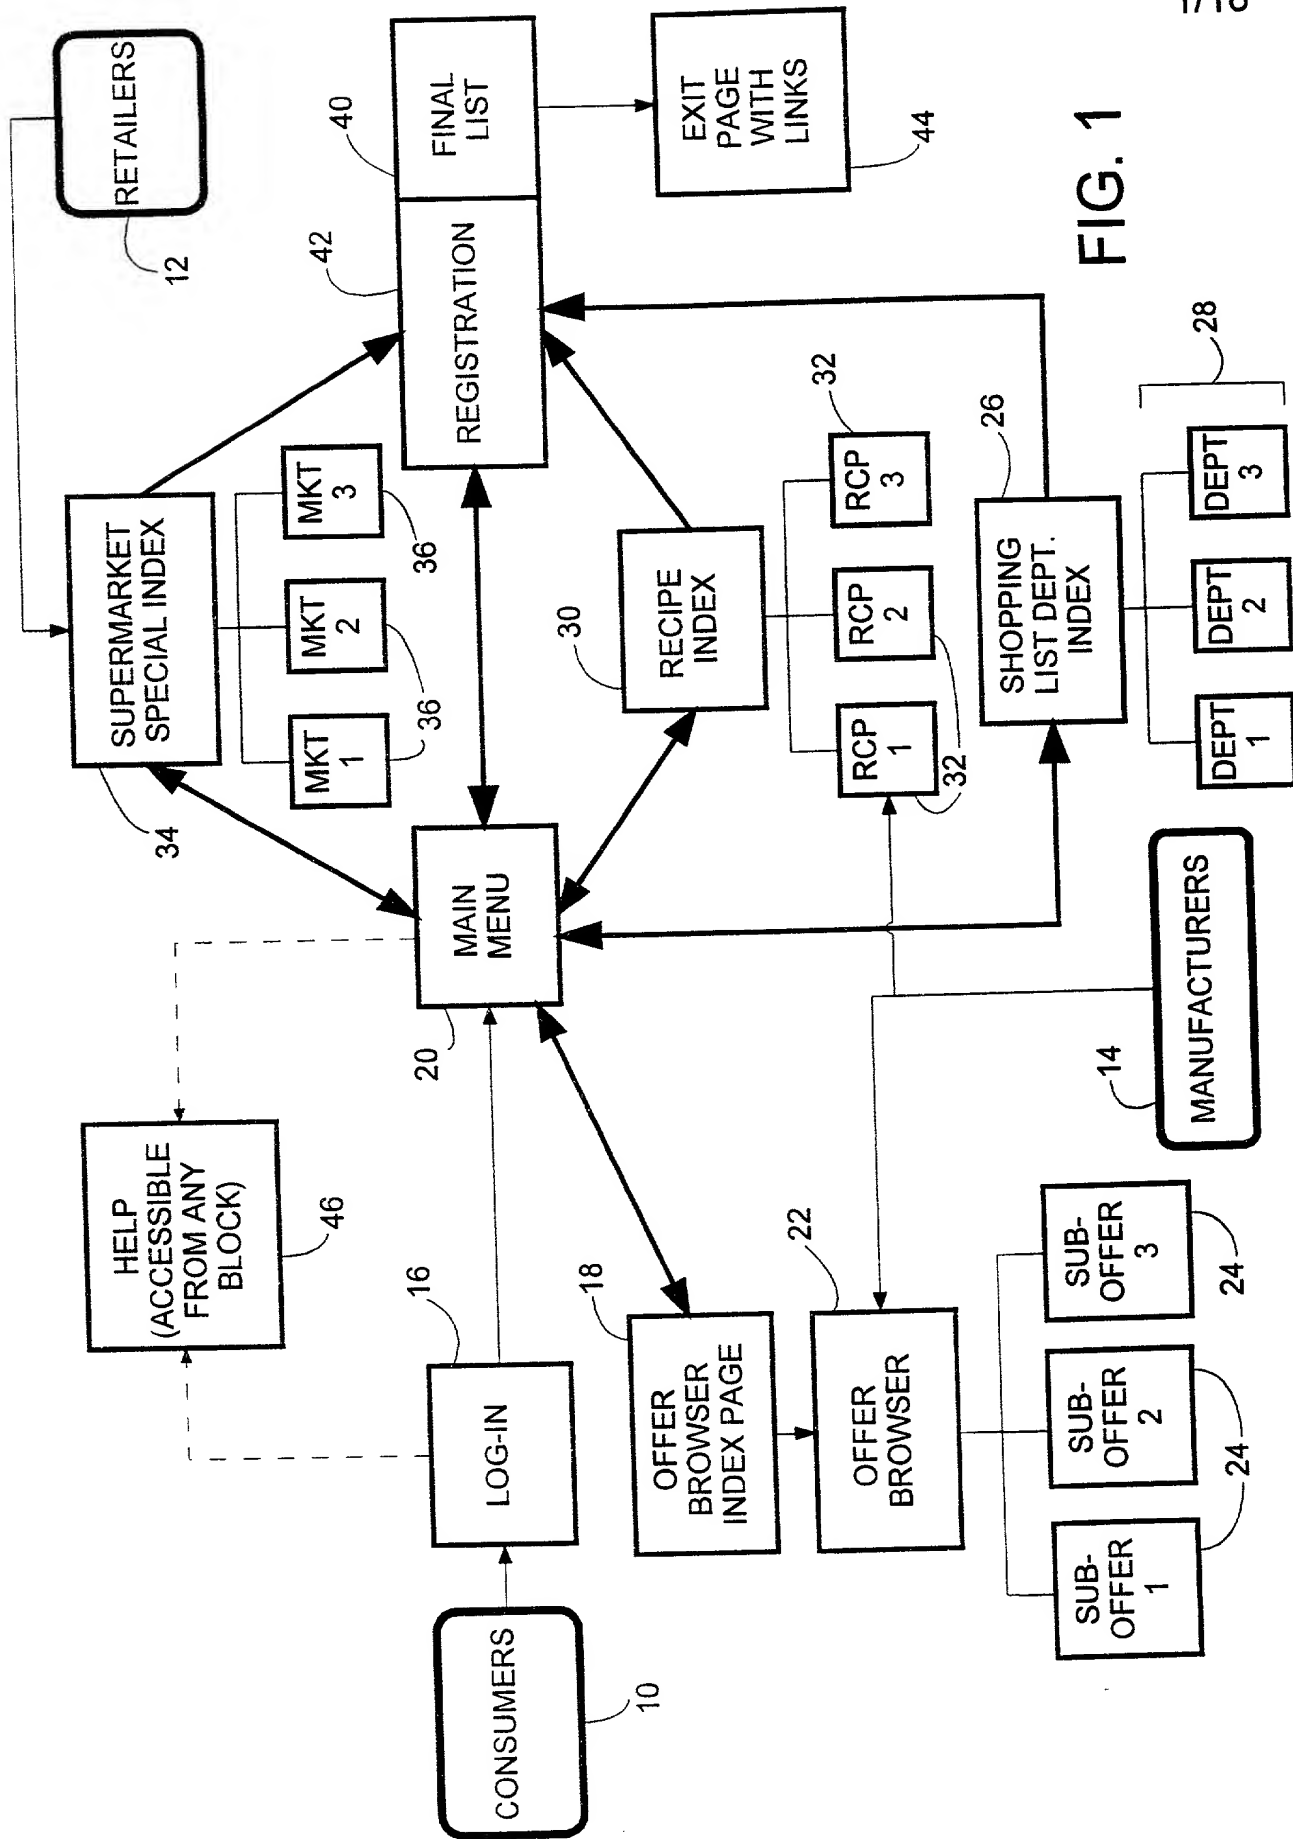 1/18
RETAILERS
12
SUPERMARKET
SPECIAL INDEX
34
MKT
1
MKT
2
MKT
3
36
36
HELP
(ACCESSIBLE
FROM ANY
BLOCK)
46
CONSUMERS
10
LOG-IN
16
MAIN
MENU
20
REGISTRATION
42
FINAL
LIST
40
EXIT
PAGE
WITH
LINKS
44
OFFER
BROWSER
INDEX PAGE
18
OFFER
BROWSER
22
SUB-
OFFER
1
SUB-
OFFER
2
SUB-
OFFER
3
24
24
RECIPE
INDEX
30
RCP
1
RCP
2
RCP
3
32
32
SHOPPING
LIST DEPT.
INDEX
26
DEPT
1
DEPT
2
DEPT
3
28
MANUFACTURERS
14
FIG. 1